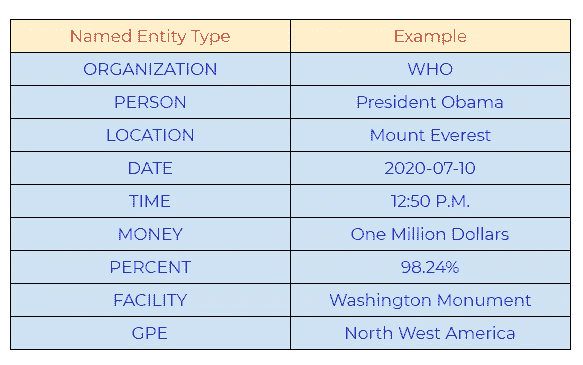 Named Entity Type Example
ORGANIZATION WHO
PERSON President Obama
LOCATION Mount Everest
DATE 2020-07-10
TIME 12:50 P.M.
MONEY One Million Dollars
PERCENT 98.24%
FACILITY Washington Monument
GPE North West America